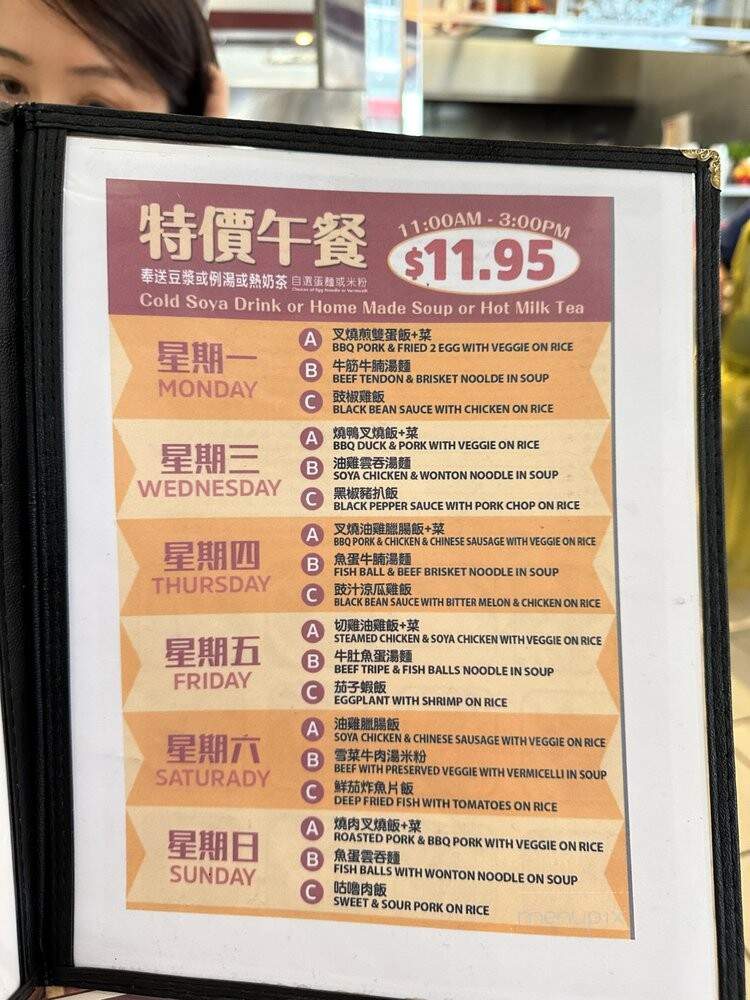 特價午餐
11:00AM - 3:00PM
$11.95
奉送豆漿或例湯或熱奶茶 自選蛋麵或米粉
Choice of Egg Noodle or Vermicelli
Cold Soya Drink or Home Made Soup or Hot Milk Tea
星期一
MONDAY
A 叉燒煎雙蛋飯+菜
BBQ PORK & FRIED 2 EGG WITH VEGGIE ON RICE
B 牛筋牛腩湯麵
BEEF TENDON & BRISKET NOOLDE IN SOUP
C 豉椒雞飯
BLACK BEAN SAUCE WITH CHICKEN ON RICE
星期三
WEDNESDAY
A 燒鴨叉燒飯+菜
BBQ DUCK & PORK WITH VEGGIE ON RICE
B 油雞雲吞湯麵
SOYA CHICKEN & WONTON NOODLE IN SOUP
C 黑椒豬扒飯
BLACK PEPPER SAUCE WITH PORK CHOP ON RICE
星期四
THURSDAY
A 叉燒油雞臘腸飯+菜
BBQ PORK & CHICKEN & CHINESE SAUSAGE WITH VEGGIE ON RICE
B 魚蛋牛腩湯麵
FISH BALL & BEEF BRISKET NOODLE IN SOUP
C 豉汁涼瓜雞飯
BLACK BEAN SAUCE WITH BITTER MELON & CHICKEN ON RICE
星期五
FRIDAY
A 切雞油雞飯+菜
STEAMED CHICKEN & SOYA CHICKEN WITH VEGGIE ON RICE
B 牛肚魚蛋湯麵
BEEF TRIPE & FISH BALLS NOODLE IN SOUP
C 茄子蝦飯
EGGPLANT WITH SHRIMP ON RICE
星期六
SATURADY
A 油雞臘腸飯
SOYA CHICKEN & CHINESE SAUSAGE WITH VEGGIE ON RICE
B 雪菜牛肉湯米粉
BEEF WITH PRESERVED VEGGIE WITH VERMICELLI IN SOUP
C 鮮茄炸魚片飯
DEEP FRIED FISH WITH TOMATOES ON RICE
星期日
SUNDAY
A 燒肉叉燒飯+菜
ROASTED PORK & BBQ PORK WITH VEGGIE ON RICE
B 魚蛋雲吞麵
FISH BALLS WITH WONTON NOODLE ON SOUP
C 咕嚕肉飯
SWEET & SOUR PORK ON RICE
menupix